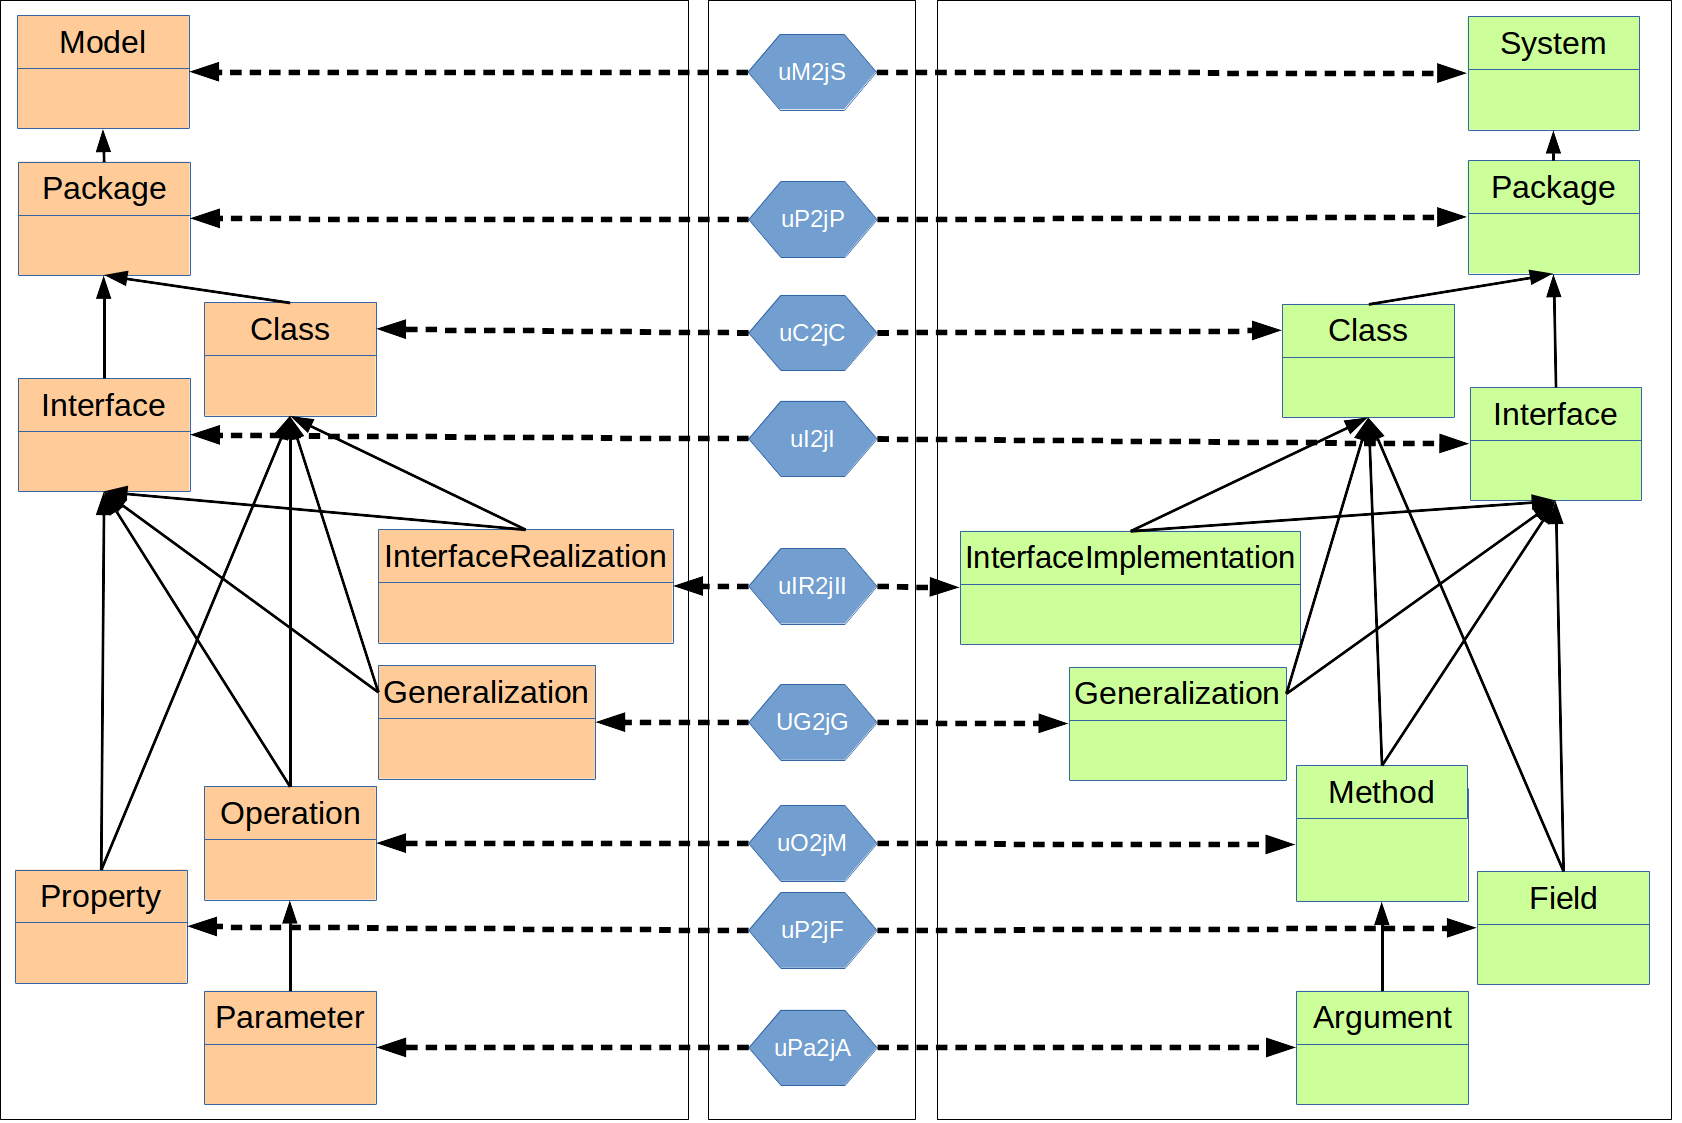 Model
uM2jS
System
Package
uP2jP
Package
Class
uC2jC
Class
Interface
uI2jI
Interface
InterfaceRealization
uIR2jII
InterfaceImplementation
Generalization
UG2jG
Generalization
Operation
uO2jM
Method
Property
uP2jF
Field
Parameter
uPa2jA
Argument